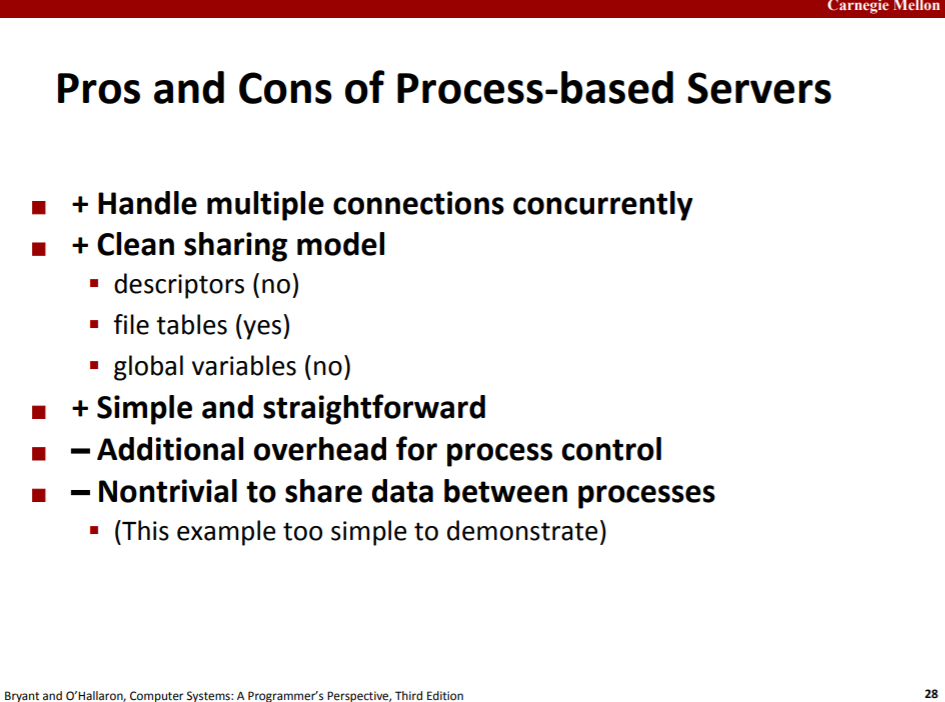 Carnegie Mellon
Pros and Cons of Process-based Servers
+ Handle multiple connections concurrently
+ Clean sharing model
descriptors (no)
file tables (yes)
global variables (no)
+ Simple and straightforward
– Additional overhead for process control
– Nontrivial to share data between processes
(This example too simple to demonstrate)
Bryant and O’Hallaron, Computer Systems: A Programmer’s Perspective, Third Edition
28